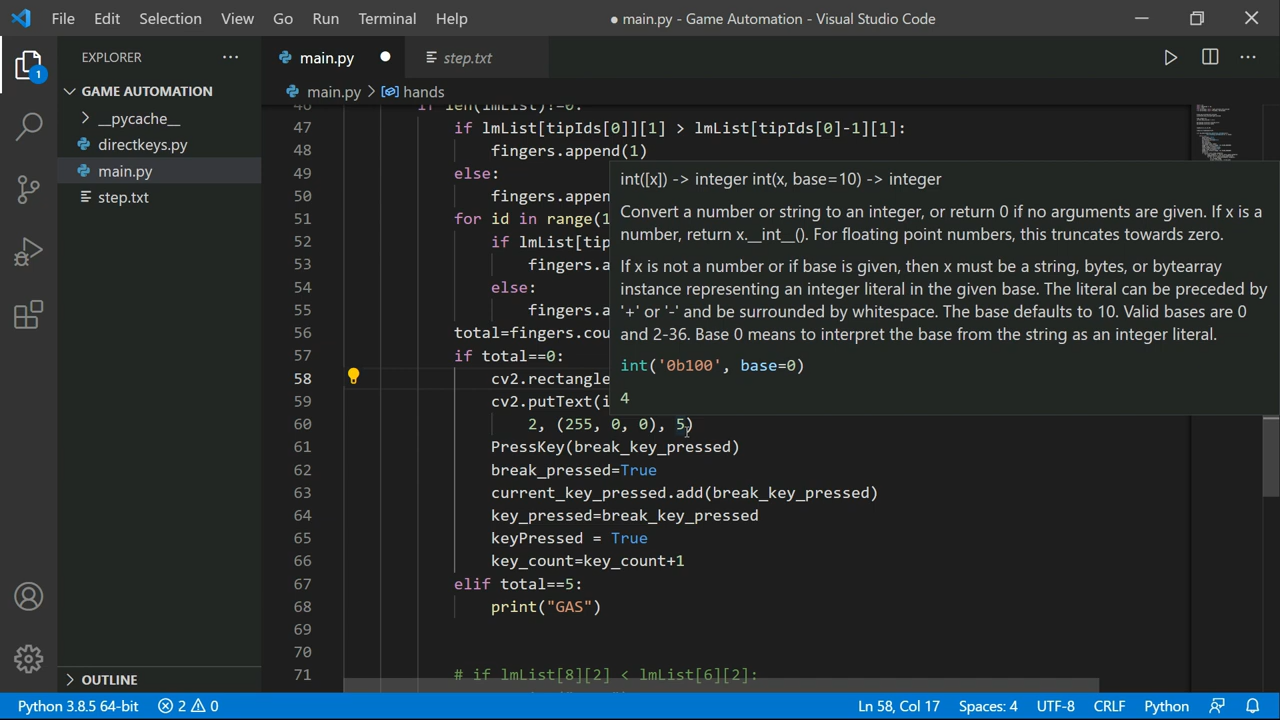 File Edit Selection View Go Run Terminal Help
● main.py - Game Automation - Visual Studio Code
1
EXPLORER
GAME AUTOMATION
__pycache__
directkeys.py
main.py
step.txt
OUTLINE
main.py
step.txt
main.py > hands
46 if len(lmList)!=0:
47 if lmList[tipIds[0]][1] > lmList[tipIds[0]-1][1]:
48 fingers.append(1)
49 else:
50 fingers.appen
51 for id in range(1
52 if lmList[tip
53 fingers.a
54 else:
55 fingers.a
56 total=fingers.cou
57 if total==0:
58 cv2.rectangle
59 cv2.putText(i
60 2, (255, 0, 0), 5)
61 PressKey(break_key_pressed)
62 break_pressed=True
63 current_key_pressed.add(break_key_pressed)
64 key_pressed=break_key_pressed
65 keyPressed = True
66 key_count=key_count+1
67 elif total==5:
68 print("GAS")
69
70
71 # if lmList[8][2] < lmList[6][2]:
int([x]) -> integer int(x, base=10) -> integer
Convert a number or string to an integer, or return 0 if no arguments are given. If x is a
number, return x.__int__(). For floating point numbers, this truncates towards zero.
If x is not a number or if base is given, then x must be a string, bytes, or bytearray
instance representing an integer literal in the given base. The literal can be preceded by
'+' or '-' and be surrounded by whitespace. The base defaults to 10. Valid bases are 0
and 2-36. Base 0 means to interpret the base from the string as an integer literal.
int('0b100', base=0)
4
Python 3.8.5 64-bit 2 0 Ln 58, Col 17 Spaces: 4 UTF-8 CRLF Python